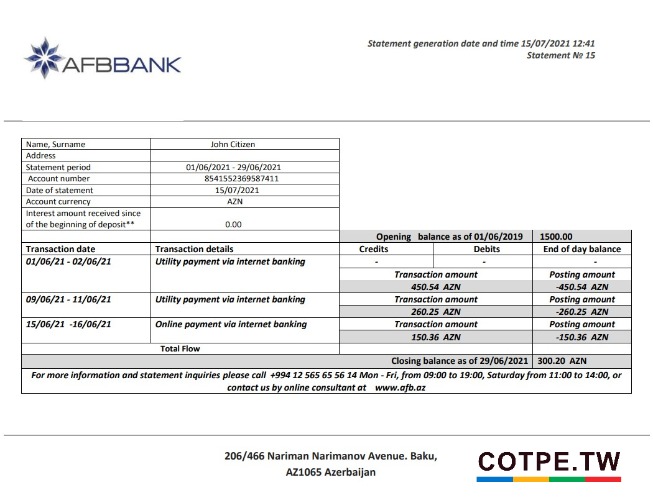 Statement generation date and time 15/07/2021 12:41
Statement № 15
AFBBANK
Name, Surname John Citizen
Address
Statement period 01/06/2021 - 29/06/2021
Account number 8541552369587411
Date of statement 15/07/2021
Account currency AZN
Interest amount received since
of the beginning of deposit** 0.00
Opening balance as of 01/06/2019 1500.00
Transaction date Transaction details Credits Debits End of day balance
01/06/21 - 02/06/21 Utility payment via internet banking - - -
Transaction amount Posting amount
450.54 AZN -450.54 AZN
09/06/21 - 11/06/21 Utility payment via internet banking Transaction amount Posting amount
260.25 AZN -260.25 AZN
15/06/21 -16/06/21 Online payment via internet banking Transaction amount Posting amount
150.36 AZN -150.36 AZN
Total Flow
Closing balance as of 29/06/2021 300.20 AZN
For more information and statement inquiries please call +994 12 565 65 56 14 Mon - Fri, from 09:00 to 19:00, Saturday from 11:00 to 14:00, or
contact us by online consultant at www.afb.az
206/466 Nariman Narimanov Avenue. Baku,
AZ1065 Azerbaijan
COTPE.TW